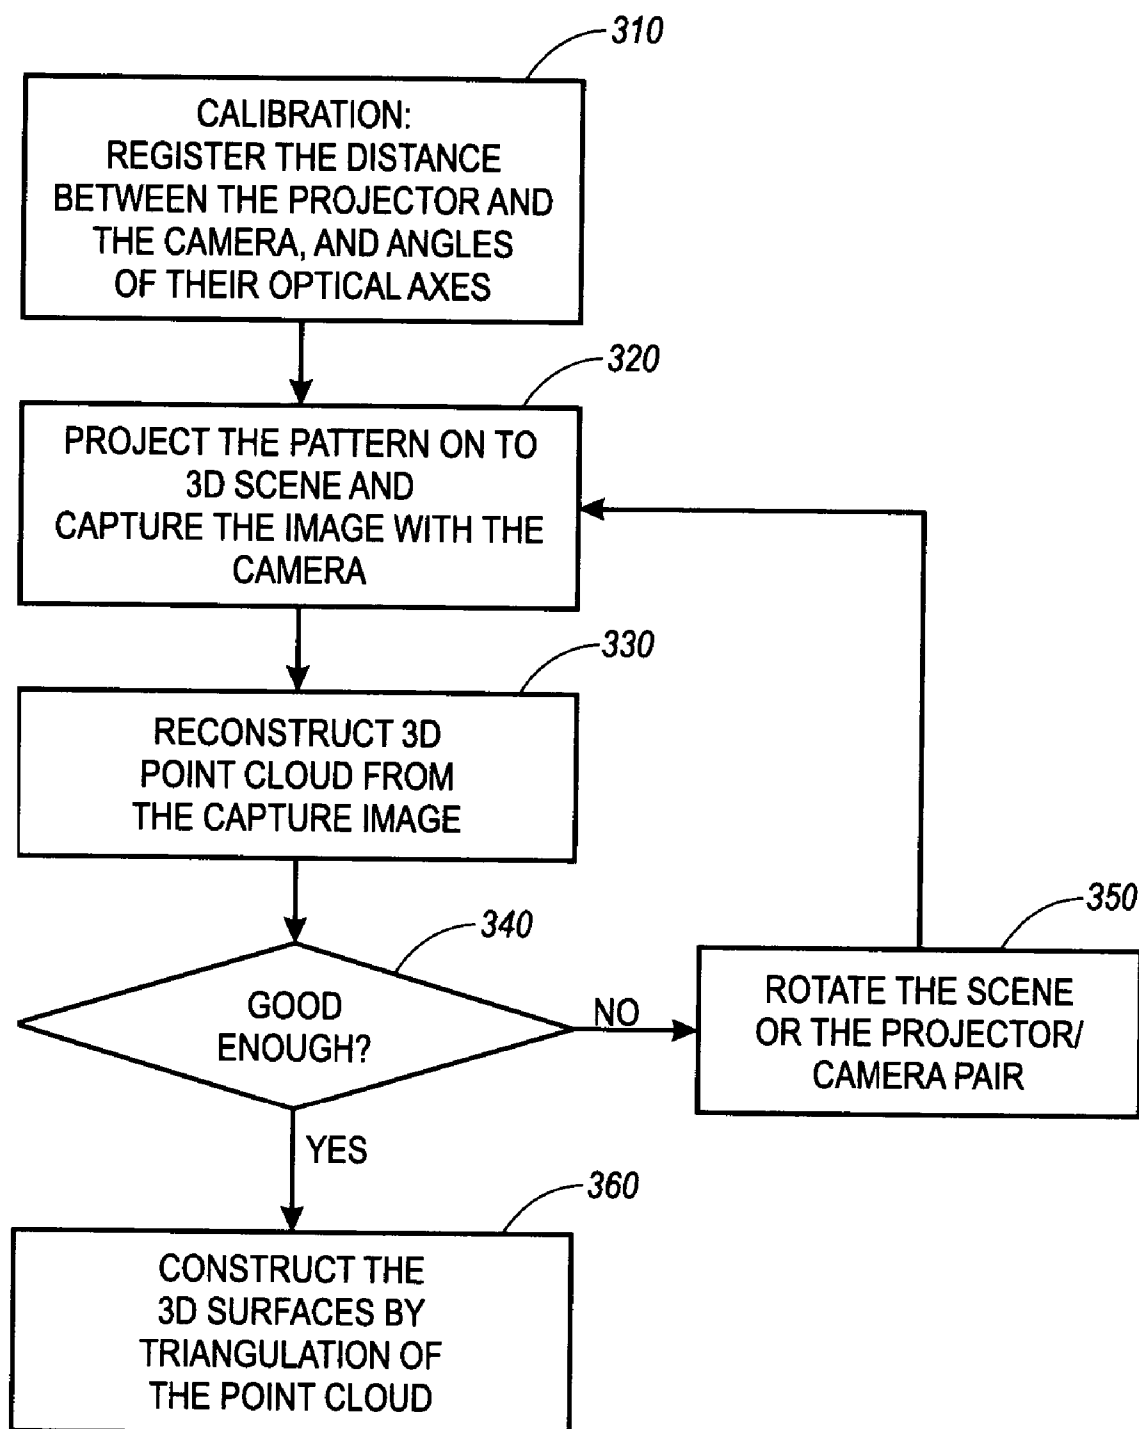 310
CALIBRATION:
REGISTER THE DISTANCE
BETWEEN THE PROJECTOR AND
THE CAMERA, AND ANGLES
OF THEIR OPTICAL AXES
320
PROJECT THE PATTERN ON TO
3D SCENE AND
CAPTURE THE IMAGE WITH THE
CAMERA
330
RECONSTRUCT 3D
POINT CLOUD FROM
THE CAPTURE IMAGE
340
GOOD
ENOUGH?
NO
350
ROTATE THE SCENE
OR THE PROJECTOR/
CAMERA PAIR
YES
360
CONSTRUCT THE
3D SURFACES BY
TRIANGULATION OF
THE POINT CLOUD